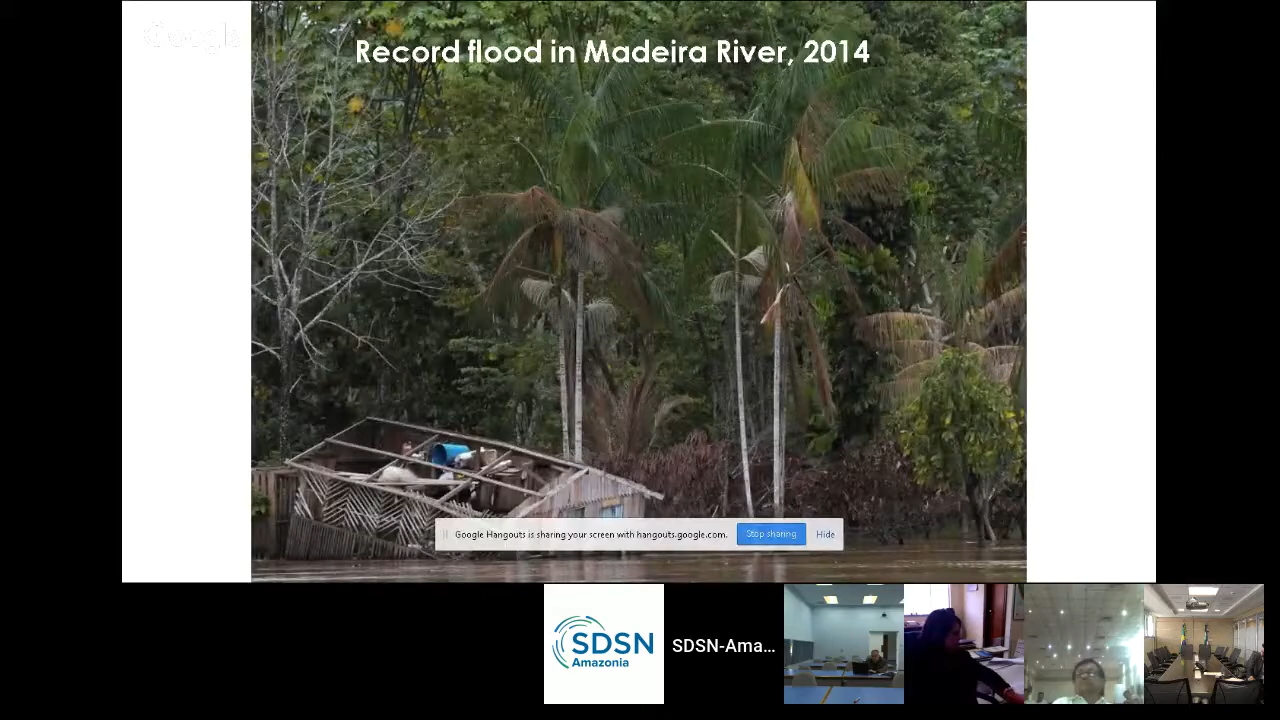 Google
Record flood in Madeira River, 2014
Google Hangouts is sharing your screen with hangouts.google.com.
Stop sharing
Hide
SDSN
Amazonia
SDSN-Ama...